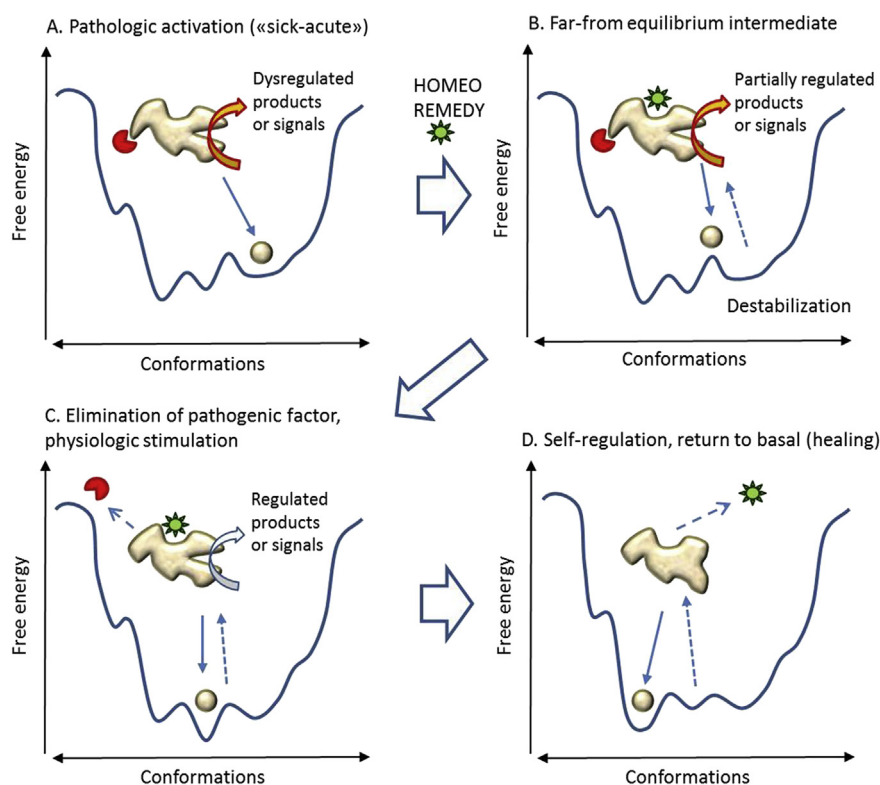 A. Pathologic activation («sick-acute»)
Dysregulated
products
or signals
Free energy
Conformations
HOMEO
REMEDY
B. Far-from equilibrium intermediate
Partially regulated
products
or signals
Free energy
Destabilization
Conformations
C. Elimination of pathogenic factor,
physiologic stimulation
Regulated
products
or signals
Free energy
Conformations
D. Self-regulation, return to basal (healing)
Free energy
Conformations